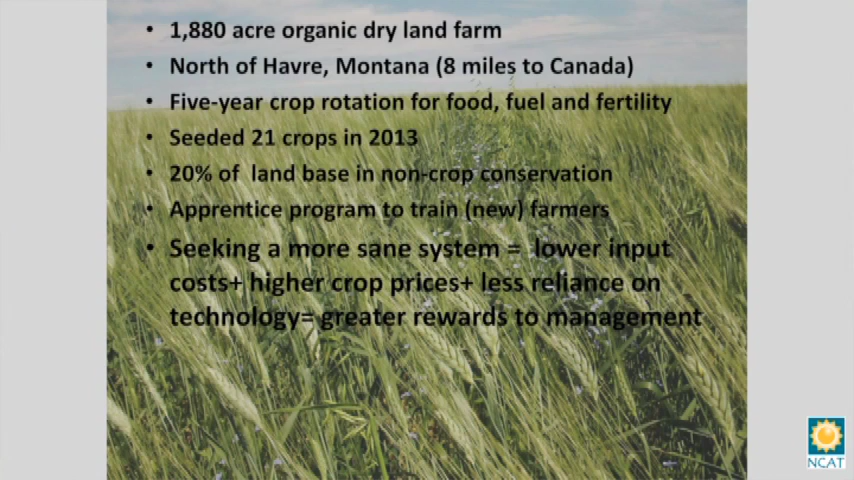 • 1,880 acre organic dry land farm
• North of Havre, Montana (8 miles to Canada)
• Five-year crop rotation for food, fuel and fertility
• Seeded 21 crops in 2013
• 20% of  land base in non-crop conservation
• Apprentice program to train (new) farmers
• Seeking a more sane system =  lower input
costs+ higher crop prices+ less reliance on
technology= greater rewards to management
NCAT